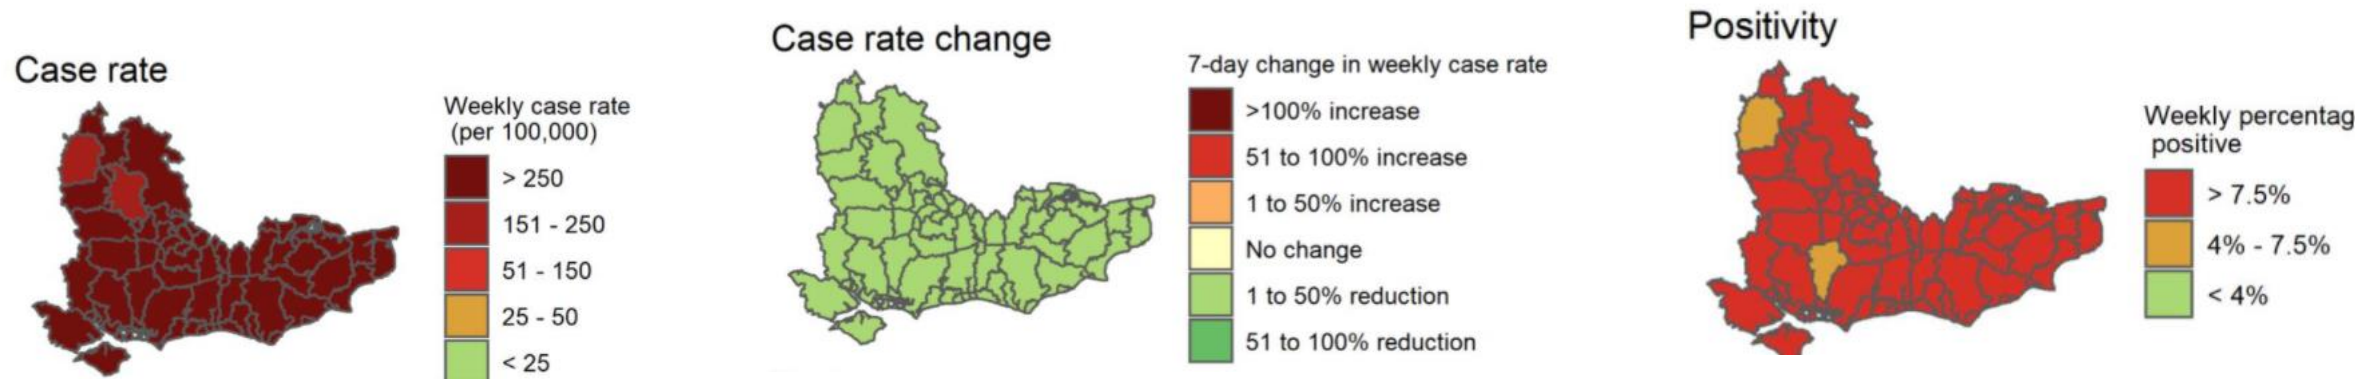 Case rate
Weekly case rate
(per 100,000)
> 250
151 - 250
51 - 150
25 - 50
< 25
Case rate change
7-day change in weekly case rate
>100% increase
51 to 100% increase
1 to 50% increase
No change
1 to 50% reduction
51 to 100% reduction
Positivity
Weekly percentag
positive
> 7.5%
4% - 7.5%
< 4%